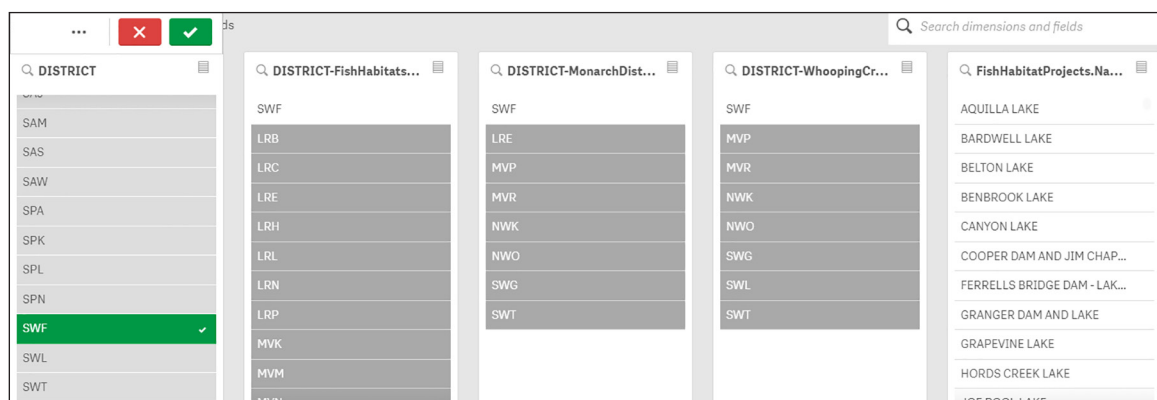 ...
ds
Search dimensions and fields
DISTRICT
SAM
SAS
SAW
SPA
SPK
SPL
SPN
SWF
SWL
SWT
DISTRICT-FishHabitats...
SWF
LRB
LRC
LRE
LRH
LRL
LRN
LRP
MVK
MVM
MVN
DISTRICT-MonarchDist...
SWF
LRE
MVP
MVR
NWK
NWO
SWG
SWT
DISTRICT-WhoopingCr...
SWF
MVP
MVR
NWK
NWO
SWG
SWL
SWT
FishHabitatProjects.Na...
AQUILLA LAKE
BARDWELL LAKE
BELTON LAKE
BENBROOK LAKE
CANYON LAKE
COOPER DAM AND JIM CHAP...
FERRELLS BRIDGE DAM - LAK...
GRANGER DAM AND LAKE
GRAPEVINE LAKE
HORDS CREEK LAKE
JOE POOL LAKE